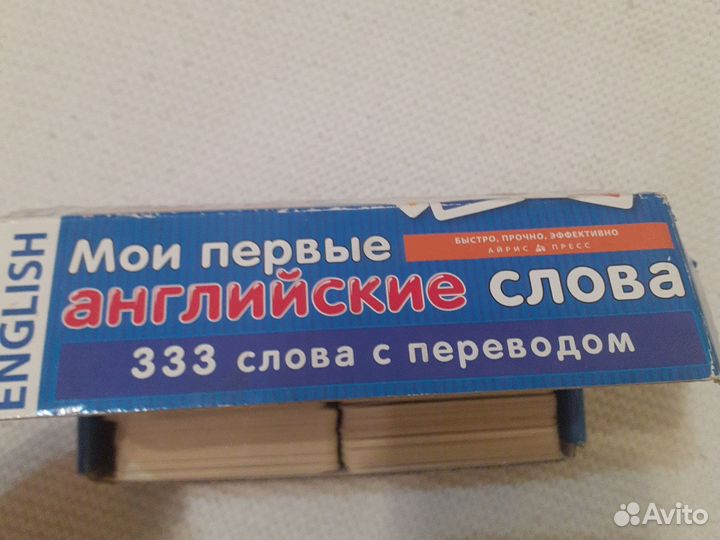 ENGLISH
Мои первые
английские слова
БЫСТРО, ПРОЧНО, ЭФФЕКТИВНО
АЙРИС ПРЕСС
333 слова с переводом
Avito